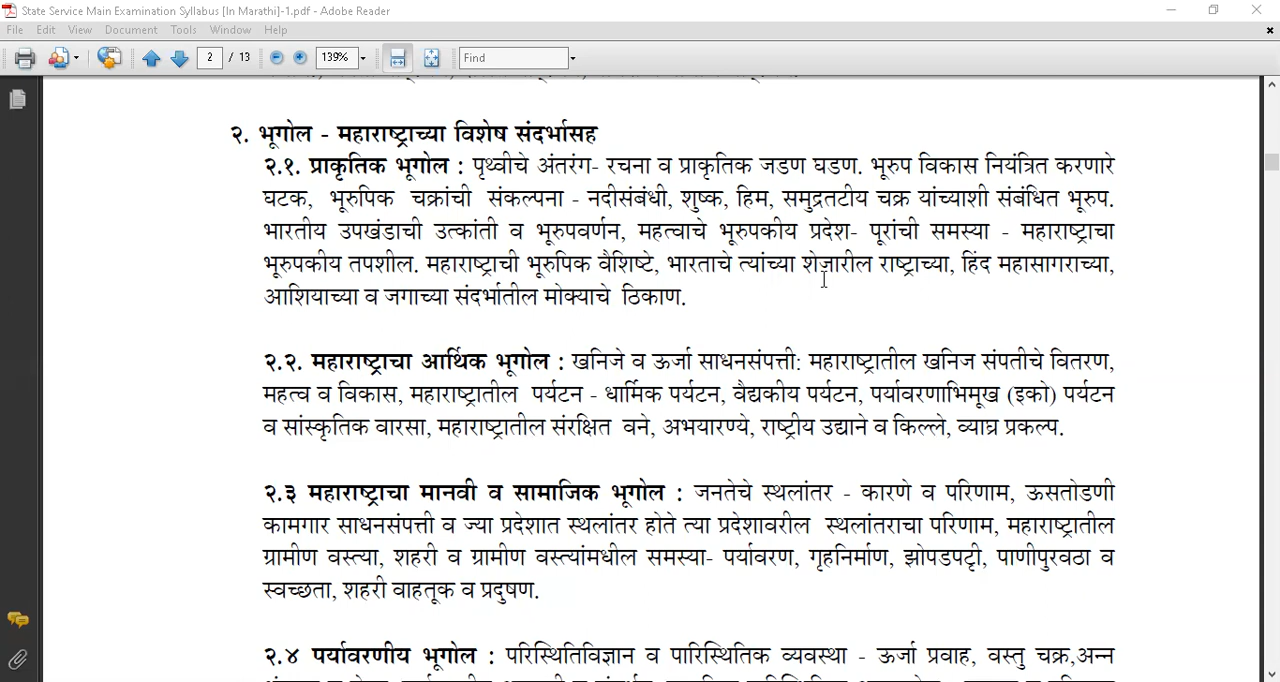 State Service Main Examination Syllabus [In Marathi]-1.pdf - Adobe Reader
File Edit View Document Tools Window Help
2 / 13 139% Find
२. भूगोल - महाराष्ट्राच्या विशेष संदर्भासह
२.१. प्राकृतिक भूगोल : पृथ्वीचे अंतरंग- रचना व प्राकृतिक जडण घडण. भूरुप विकास नियंत्रित करणारे
घटक, भूरुपिक चक्रांची संकल्पना - नदीसंबंधी, शुष्क, हिम, समुद्रतटीय चक्र यांच्याशी संबंधित भूरुप.
भारतीय उपखंडाची उत्कांती व भूरुपवर्णन, महत्वाचे भूरुपकीय प्रदेश- पूरांची समस्या - महाराष्ट्राचा
भूरुपकीय तपशील. महाराष्ट्राची भूरुपिक वैशिष्टे, भारताचे त्यांच्या शेजारील राष्ट्राच्या, हिंद महासागराच्या,
आशियाच्या व जगाच्या संदर्भातील मोक्याचे ठिकाण.
२.२. महाराष्ट्राचा आर्थिक भूगोल : खनिजे व ऊर्जा साधनसंपत्ती: महाराष्ट्रातील खनिज संपतीचे वितरण,
महत्व व विकास, महाराष्ट्रातील पर्यटन - धार्मिक पर्यटन, वैद्यकीय पर्यटन, पर्यावरणाभिमूख (इको) पर्यटन
व सांस्कृतिक वारसा, महाराष्ट्रातील संरक्षित वने, अभयारण्ये, राष्ट्रीय उद्याने व किल्ले, व्याघ्र प्रकल्प.
२.३ महाराष्ट्राचा मानवी व सामाजिक भूगोल : जनतेचे स्थलांतर - कारणे व परिणाम, ऊसतोडणी
कामगार साधनसंपत्ती व ज्या प्रदेशात स्थलांतर होते त्या प्रदेशावरील स्थलांतराचा परिणाम, महाराष्ट्रातील
ग्रामीण वस्त्या, शहरी व ग्रामीण वस्त्यांमधील समस्या- पर्यावरण, गृहनिर्माण, झोपडपट्टी, पाणीपुरवठा व
स्वच्छता, शहरी वाहतूक व प्रदुषण.
२.४ पर्यावरणीय भूगोल : परिस्थितिविज्ञान व पारिस्थितिक व्यवस्था - ऊर्जा प्रवाह, वस्तु चक्र,अन्न